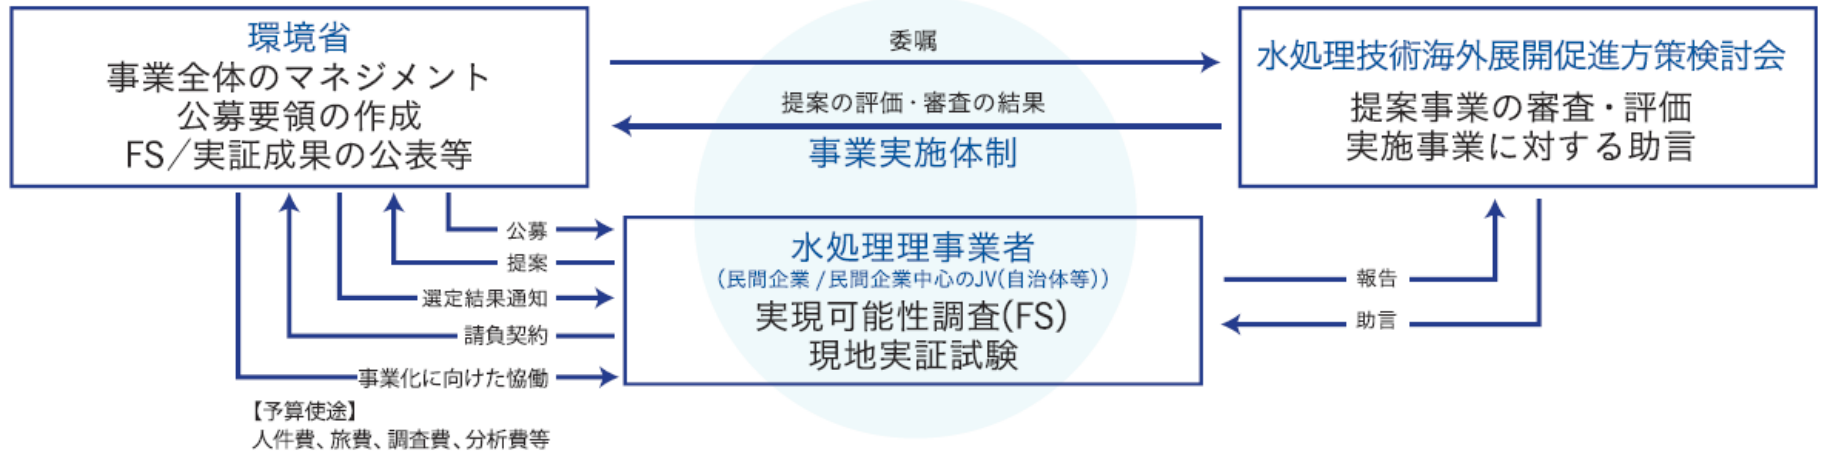 環境省
事業全体のマネジメント
公募要領の作成
FS/実証成果の公表等
委嘱
提案の評価・審査の結果
事業実施体制
水処理技術海外展開促進方策検討会
提案事業の審査・評価
実施事業に対する助言
公募
提案
選定結果通知
請負契約
事業化に向けた恊働
【予算使途】
人件費、旅費、調査費、分析費等
水処理理事業者
(民間企業/民間企業中心のJV(自治体等))
実現可能性調査(FS)
現地実証試験
報告
助言